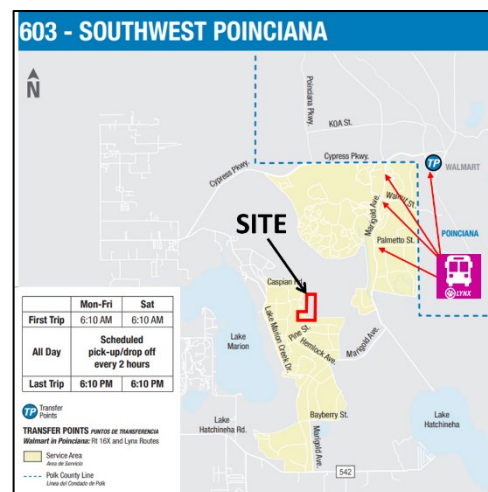 603 - SOUTHWEST POINCIANA
N
Poinciana Pkwy.
KOA St.
Cypress Pkwy.
Cypress Pkwy.
TP WALMART
Marigold Ave.
Walnut St.
POINCIANA
Palmetto St.
LYNX
SITE
Caspian Rd.
Lake Marion Creek Dr.
Pine St.
Hemlock Ave.
Marigold Ave.
Lake
Marion
Bayberry St.
Lake
Hatchineha Rd.
Marigold Ave.
Lake
Hatchineha
542
Mon-Fri Sat
First Trip 6:10 AM 6:10 AM
All Day Scheduled
pick-up/drop off
every 2 hours
Last Trip 6:10 PM 6:10 PM
TP Transfer
Points
TRANSFER POINTS PUNTOS DE TRANSFERENCIA
Walmart in Poinciana: Rt 16X and Lynx Routes
Service Area
Area de Servicio
Polk County Line
Linea del Condado de Polk